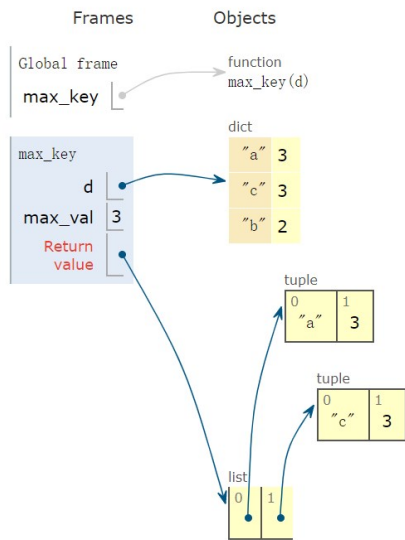 Frames Objects
Global frame
max_key
function
max_key(d)
max_key
d
max_val 3
Return
value
dict
"a" 3
"c" 3
"b" 2
tuple
0 1
"a" 3
tuple
0 1
"c" 3
list
0 1